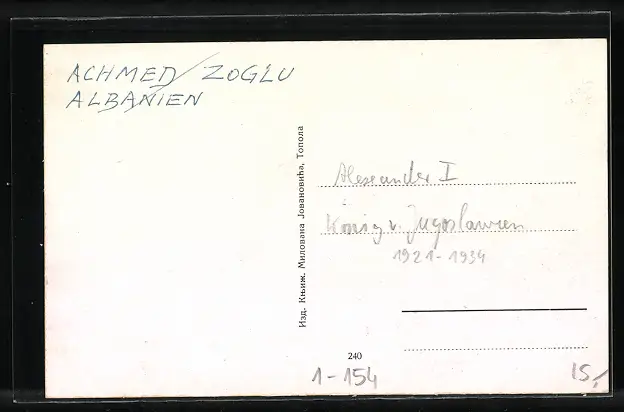 ACHMED ZOGLU
ALBANIEN
Изд. Књиж. Милована Јовановића, Топола
Alexander I
König v. Jugoslawien
1921-1934
240
1-154
15,-